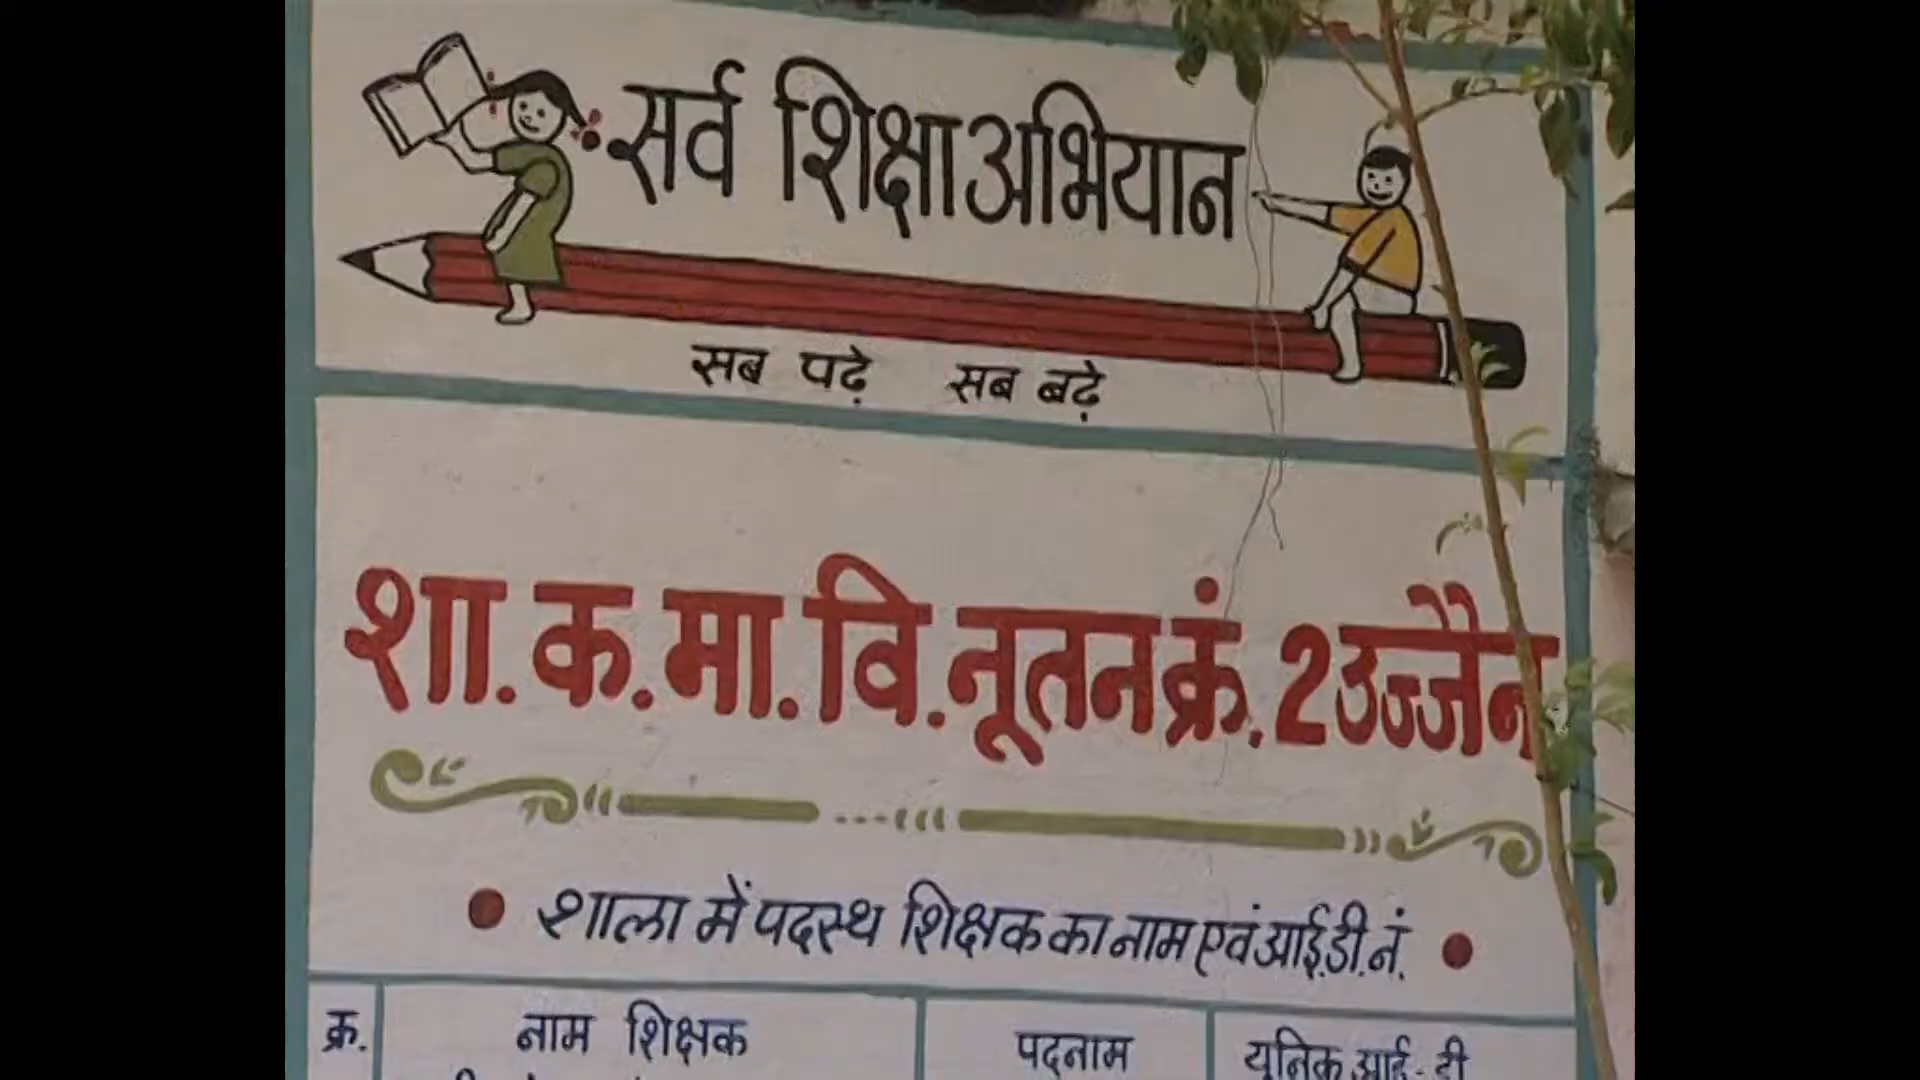 सर्व शिक्षा अभियान
सब पढ़े सब बढ़े
शा. क. मा. वि. नूतन क्रं. 2 उज्जैन
शाला में पदस्थ शिक्षक का नाम एवं आई.डी. नं.
क्र. नाम शिक्षक पदनाम यूनिक आई-डी